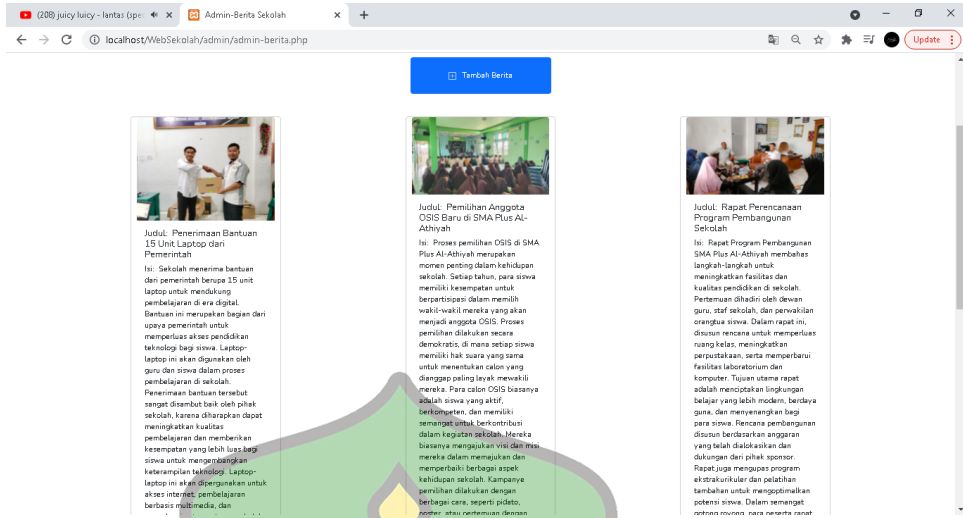 (208) juicy luicy - lantas (spe
Admin-Berita Sekolah
localhost/WebSekolah/admin/admin-berita.php
Update
Tambah Berita
Judul: Penerimaan Bantuan
15 Unit Laptop dari
Pemerintah
Isi: Sekolah menerima bantuan
dari pemerintah berupa 15 unit
laptop untuk mendukung
pembelajaran di era digital.
Bantuan ini merupakan bagian dari
upaya pemerintah untuk
memperluas akses pendidikan
teknologi bagi siswa. Laptop-
laptop ini akan digunakan oleh
guru dan siswa dalam proses
pembelajaran di sekolah.
Penerimaan bantuan tersebut
sangat disambut baik oleh pihak
sekolah, karena diharapkan dapat
meningkatkan kualitas
pembelajaran dan memberikan
kesempatan yang lebih luas bagi
siswa untuk mengembangkan
keterampilan teknologi. Laptop-
laptop ini akan dipergunakan untuk
akses internet, pembelajaran
berbasis multimedia, dan
Judul: Pemilihan Anggota
OSIS Baru di SMA Plus Al-
Athiyah
Isi: Proses pemilihan OSIS di SMA
Plus Al-Athiyah merupakan
momen penting dalam kehidupan
sekolah. Setiap tahun, para siswa
memiliki kesempatan untuk
berpartisipasi dalam memilih
wakil-wakil mereka yang akan
menjadi anggota OSIS. Proses
pemilihan dilakukan secara
demokratis, di mana setiap siswa
memiliki hak suara yang sama
untuk menentukan calon yang
dianggap paling layak mewakili
mereka. Para calon OSIS biasanya
adalah siswa yang aktif,
berkompeten, dan memiliki
semangat untuk berkontribusi
dalam kegiatan sekolah. Mereka
biasanya mengajukan visi dan misi
mereka dalam memajukan dan
memperbaiki berbagai aspek
kehidupan sekolah. Kampanye
pemilihan dilakukan dengan
berbagai cara, seperti pidato,
poster, atau pertemuan dengan
Judul: Rapat Perencanaan
Program Pembangunan
Sekolah
Isi: Rapat Program Pembangunan
SMA Plus Al-Athiyah membahas
langkah-langkah untuk
meningkatkan fasilitas dan
kualitas pendidikan di sekolah.
Pertemuan dihadiri oleh dewan
guru, staf sekolah, dan perwakilan
orangtua siswa. Dalam rapat ini,
disusun rencana untuk memperluas
ruang kelas, meningkatkan
perpustakaan, serta memperbarui
fasilitas laboratorium dan
komputer. Tujuan utama rapat
adalah menciptakan lingkungan
belajar yang lebih modern, berdaya
guna, dan menyenangkan bagi
para siswa. Rencana pembangunan
disusun berdasarkan anggaran
yang telah dialokasikan dan
dukungan dari pihak sponsor.
Rapat juga mengupas program
ekstrakurikuler dan pelatihan
tambahan untuk mengoptimalkan
potensi siswa. Dalam semangat
gotong royong, para peserta rapat